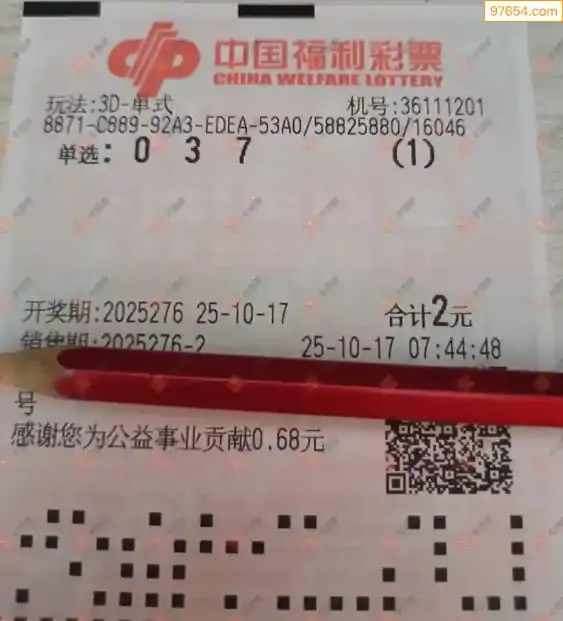 97654.com
中国福利彩票
CHINA WELFARE LOTTERY
玩法:3D-单式 机号:36111201
8871-C889-92A3-EDEA-53A0/58825880/16046
单选: 0 3 7 (1)
开奖期:2025276 25-10-17 合计2元
销售期:2025276-2 25-10-17 07:44:48
号
感谢您为公益事业贡献0.68元